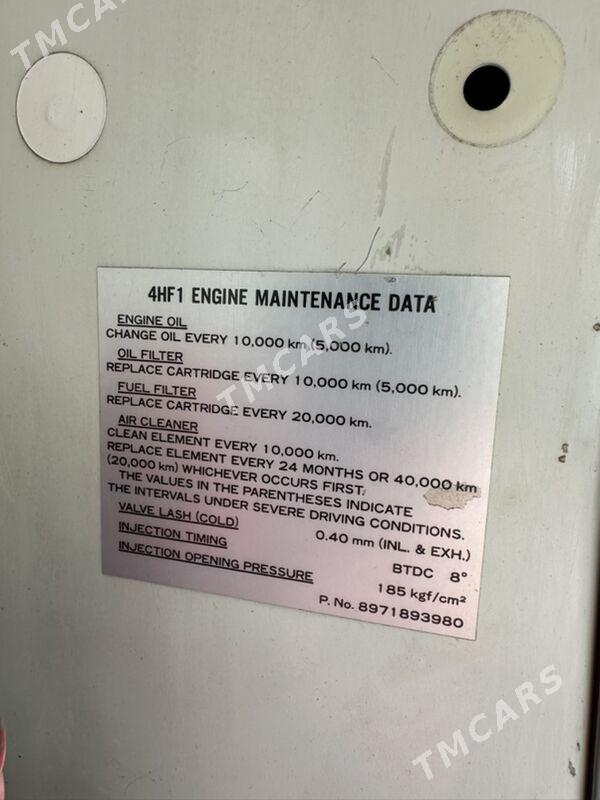 TMCARS
4HF1 ENGINE MAINTENANCE DATA
ENGINE OIL
CHANGE OIL EVERY 10,000 km (5,000 km).
OIL FILTER
REPLACE CARTRIDGE EVERY 10,000 km (5,000 km).
FUEL FILTER
REPLACE CARTRIDGE EVERY 20,000 km.
AIR CLEANER
CLEAN ELEMENT EVERY 10,000 km.
REPLACE ELEMENT EVERY 24 MONTHS OR 40,000 km
(20,000 km) WHICHEVER OCCURS FIRST.
THE VALUES IN THE PARENTHESES INDICATE
THE INTERVALS UNDER SEVERE DRIVING CONDITIONS.
VALVE LASH (COLD) 0.40 mm (INL. & EXH.)
INJECTION TIMING BTDC 8°
INJECTION OPENING PRESSURE 185 kgf/cm²
P. No. 8971893980
TMCARS
TMCARS